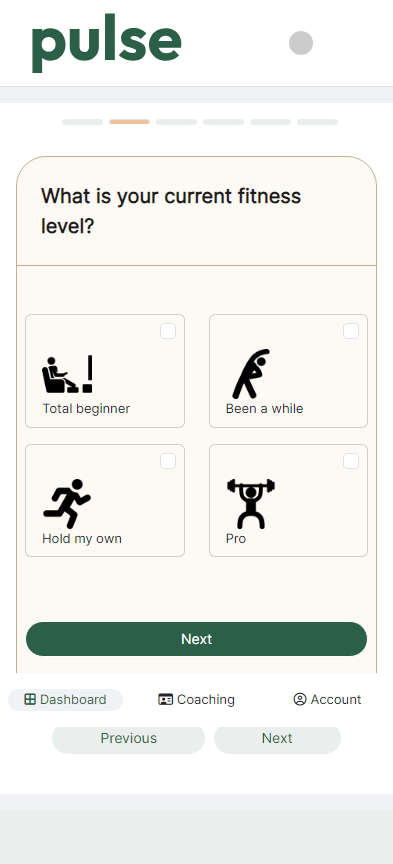 pulse
What is your current fitness
level?
Total beginner
Been a while
Hold my own
Pro
Next
Dashboard
Coaching
Account
Previous
Next